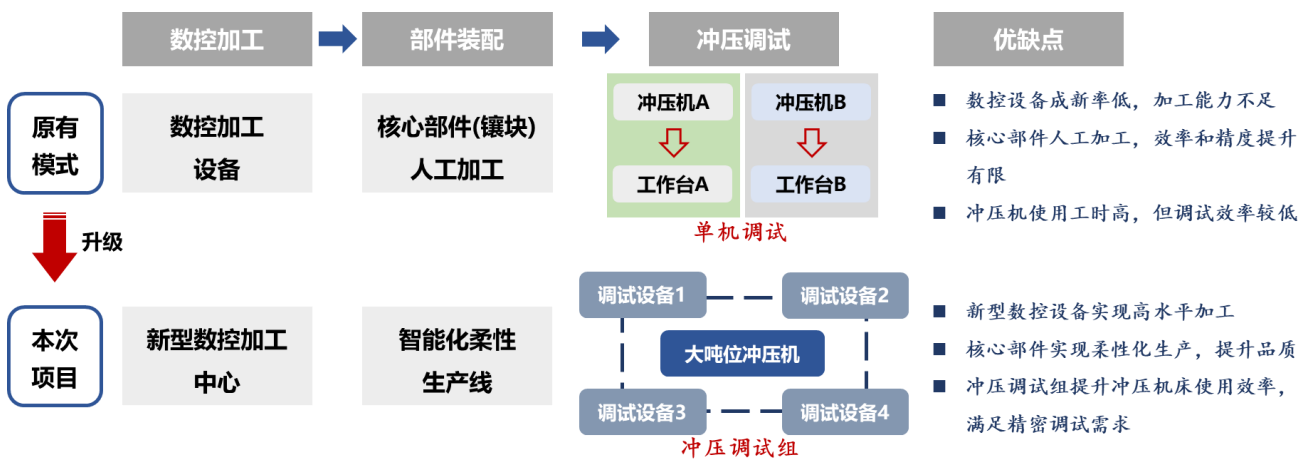 数控加工
部件装配
冲压调试
优缺点
原有
模式
数控加工
设备
核心部件(镶块)
人工加工
冲压机A
工作台A
冲压机B
工作台B
单机调试
■ 数控设备成新率低，加工能力不足
■ 核心部件人工加工，效率和精度提升
有限
■ 冲压机使用工时高，但调试效率较低
升级
本次
项目
新型数控加工
中心
智能化柔性
生产线
调试设备1
调试设备2
大吨位冲压机
调试设备3
调试设备4
冲压调试组
■ 新型数控设备实现高水平加工
■ 核心部件实现柔性化生产，提升品质
■ 冲压调试组提升冲压机床使用效率，
满足精密调试需求